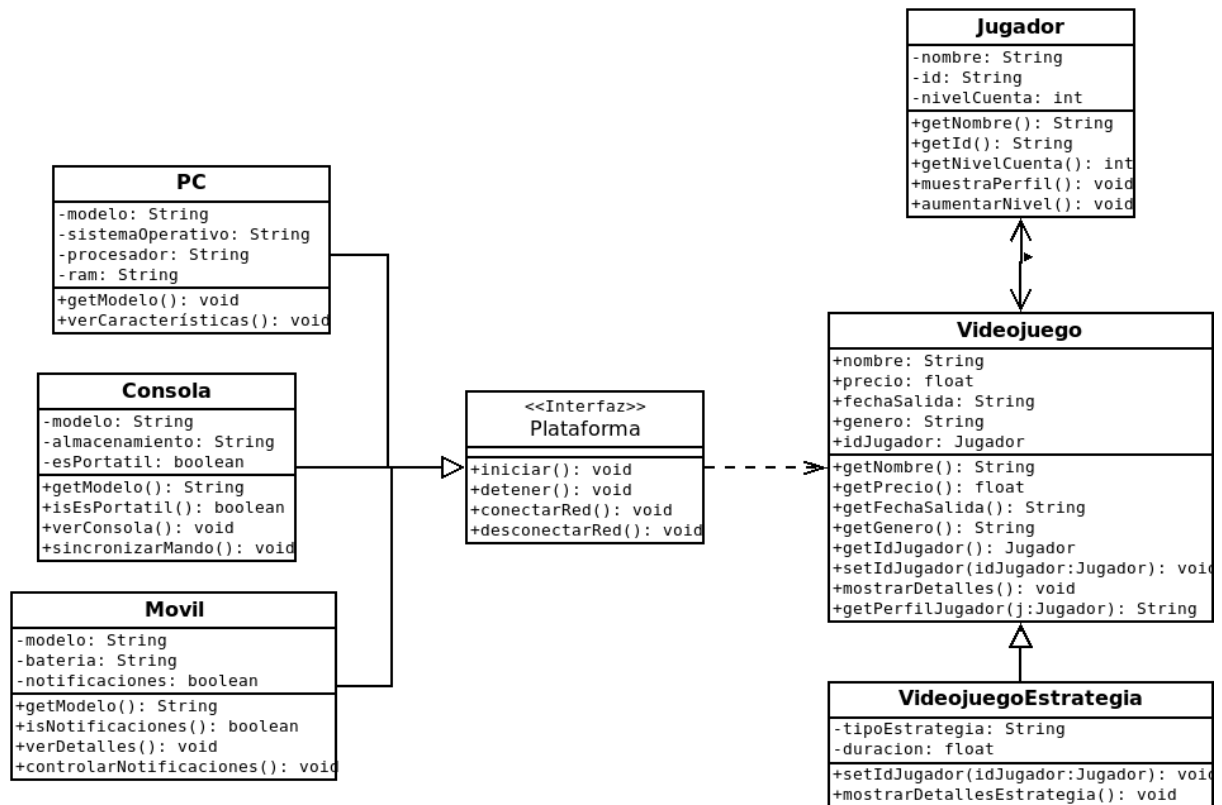 Jugador
-nombre: String
-id: String
-nivelCuenta: int
+getNombre(): String
+getId(): String
+getNivelCuenta(): int
+muestraPerfil(): void
+aumentarNivel(): void
PC
-modelo: String
-sistemaOperativo: String
-procesador: String
-ram: String
+getModelo(): void
+verCaracterísticas(): void
Consola
-modelo: String
-almacenamiento: String
-esPortatil: boolean
+getModelo(): String
+isEsPortatil(): boolean
+verConsola(): void
+sincronizarMando(): void
Movil
-modelo: String
-bateria: String
-notificaciones: boolean
+getModelo(): String
+isNotificaciones(): boolean
+verDetalles(): void
+controlarNotificaciones(): void
<<Interfaz>>
Plataforma
+iniciar(): void
+detener(): void
+conectarRed(): void
+desconectarRed(): void
Videojuego
+nombre: String
+precio: float
+fechaSalida: String
+genero: String
+idJugador: Jugador
+getNombre(): String
+getPrecio(): float
+getFechaSalida(): String
+getGenero(): String
+getIdJugador(): Jugador
+setIdJugador(idJugador:Jugador): void
+mostrarDetalles(): void
+getPerfilJugador(j:Jugador): String
VideojuegoEstrategia
-tipoEstrategia: String
-duracion: float
+setIdJugador(idJugador:Jugador): void
+mostrarDetallesEstrategia(): void